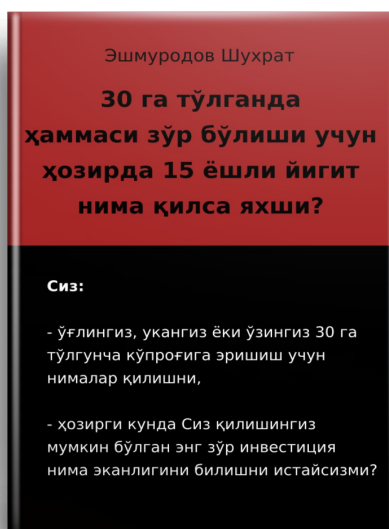 Эшмуродов Шухрат
30 га тўлганда
ҳаммаси зўр бўлиши учун
ҳозирда 15 ёшли йигит
нима қилса яхши?
Сиз:
- ўғлингиз, укангиз ёки ўзингиз 30 га
тўлгунча кўпроғига эришиш учун
нималар қилишни,
- ҳозирги кунда Сиз қилишингиз
мумкин бўлган энг зўр инвестиция
нима эканлигини билишни истайсизми?